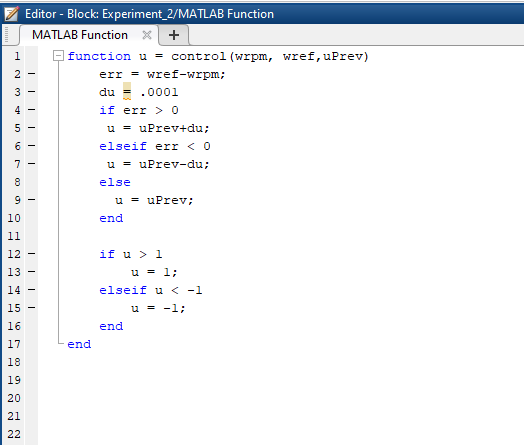 Editor - Block: Experiment_2/MATLAB Function
MATLAB Function × +
1 function u = control(wrpm, wref,uPrev)
2 – err = wref-wrpm;
3 – du = .0001
4 – if err > 0
5 – u = uPrev+du;
6 – elseif err < 0
7 – u = uPrev-du;
8 else
9 – u = uPrev;
10 end
11
12 – if u > 1
13 – u = 1;
14 – elseif u < -1
15 – u = -1;
16 end
17 end
18
19
20
21
22